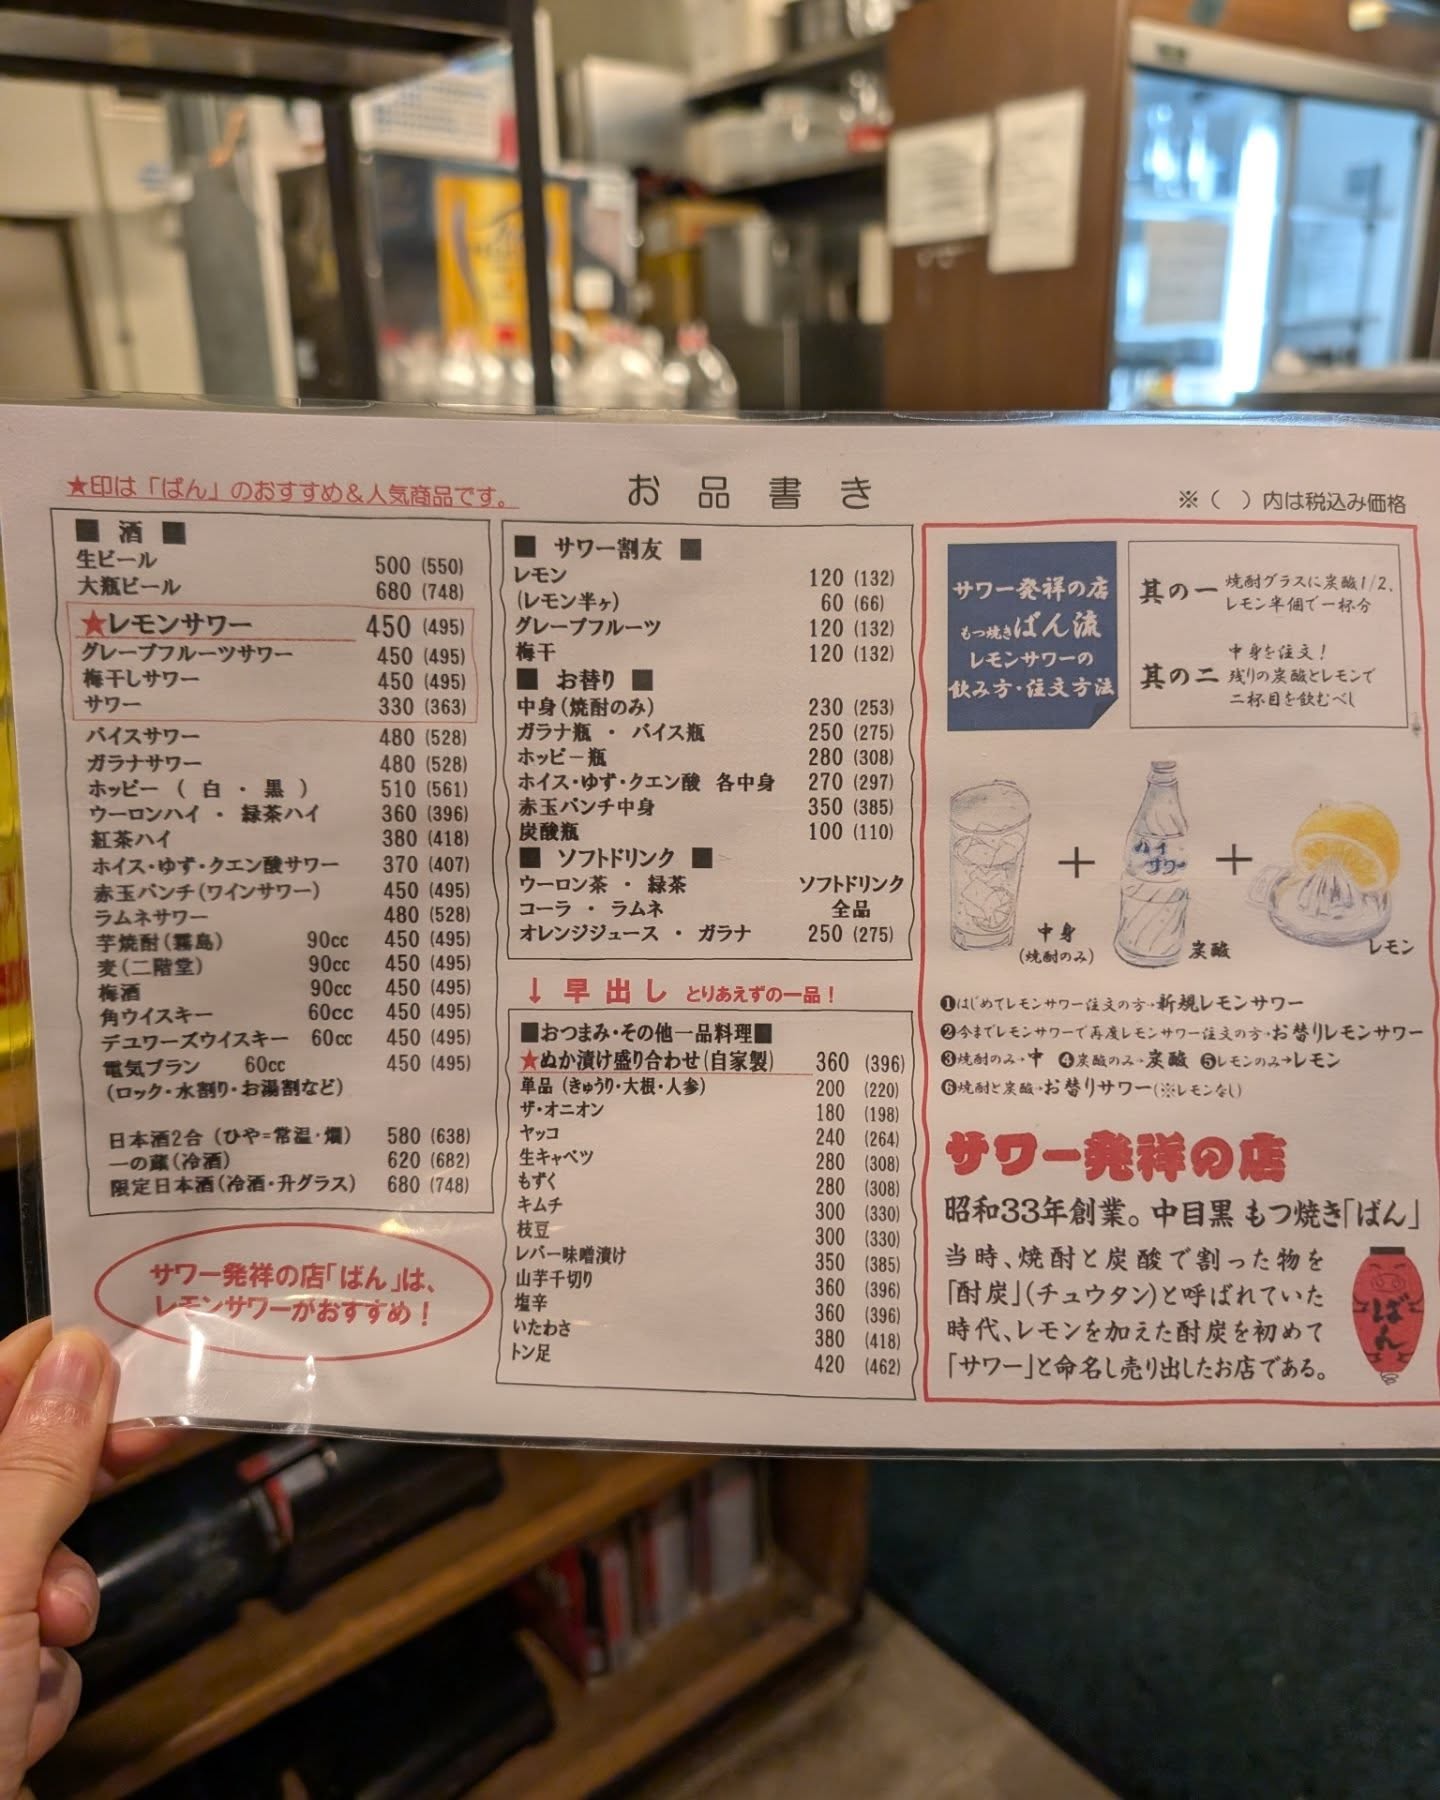 ★印は「ばん」のおすすめ＆人気商品です。
お品書き
※（　）内は税込み価格
■ 酒 ■
生ビール 500 (550)
大瓶ビール 680 (748)
★レモンサワー 450 (495)
グレープフルーツサワー 450 (495)
梅干しサワー 450 (495)
サワー 330 (363)
バイスサワー 480 (528)
ガラナサワー 480 (528)
ホッピー（ 白 ・ 黒 ） 510 (561)
ウーロンハイ ・ 緑茶ハイ 360 (396)
紅茶ハイ 380 (418)
ホイス・ゆず・クエン酸サワー 370 (407)
赤玉パンチ(ワインサワー) 450 (495)
ラムネサワー 480 (528)
芋焼酎(霧島) 90cc 450 (495)
麦(二階堂) 90cc 450 (495)
梅酒 90cc 450 (495)
角ウイスキー 60cc 450 (495)
デュワーズウイスキー 60cc 450 (495)
電気ブラン 60cc 450 (495)
(ロック・水割り・お湯割など)
日本酒2合 (ひや=常温・燗) 580 (638)
一の蔵(冷酒) 620 (682)
限定日本酒(冷酒・升グラス) 680 (748)
サワー発祥の店「ばん」は、
レモンサワーがおすすめ！
■ サワー割友 ■
レモン 120 (132)
(レモン半ヶ) 60 (66)
グレープフルーツ 120 (132)
梅干 120 (132)
■ お替り ■
中身(焼酎のみ) 230 (253)
ガラナ瓶 ・ バイス瓶 250 (275)
ホッピー瓶 280 (308)
ホイス・ゆず・クエン酸 各中身 270 (297)
赤玉パンチ中身 350 (385)
炭酸瓶 100 (110)
■ ソフトドリンク ■
ウーロン茶 ・ 緑茶 ソフトドリンク
コーラ ・ ラムネ 全品
オレンジジュース ・ ガラナ 250 (275)
↓ 早出し とりあえずの一品！
■おつまみ・その他一品料理■
★ぬか漬け盛り合わせ(自家製) 360 (396)
単品 (きゅうり・大根・人参) 200 (220)
ザ・オニオン 180 (198)
ヤッコ 240 (264)
生キャベツ 280 (308)
もずく 280 (308)
キムチ 300 (330)
枝豆 300 (330)
レバー味噌漬け 350 (385)
山芋千切り 360 (396)
塩辛 360 (396)
いたわさ 380 (418)
トン足 420 (462)
サワー発祥の店
もつ焼きばん流
レモンサワーの
飲み方・注文方法
其の一 焼酎グラスに炭酸1/2、
レモン半個で一杯分
其の二 中身を注文！
残りの炭酸とレモンで
二杯目を飲むべし
＋
ハイ
サワー
＋
中身
(焼酎のみ)
炭酸
レモン
❶はじめてレモンサワー注文の方→新規レモンサワー
❷今までレモンサワーで再度レモンサワー注文の方→お替りレモンサワー
❸焼酎のみ→中 ❹炭酸のみ→炭酸 ❺レモンのみ→レモン
❻焼酎と炭酸→お替りサワー(※レモンなし)
サワー発祥の店
昭和33年創業。中目黒 もつ焼き「ばん」
当時、焼酎と炭酸で割った物を
「酎炭」(チュウタン)と呼ばれていた
時代、レモンを加えた酎炭を初めて
「サワー」と命名し売り出したお店である。
ばん